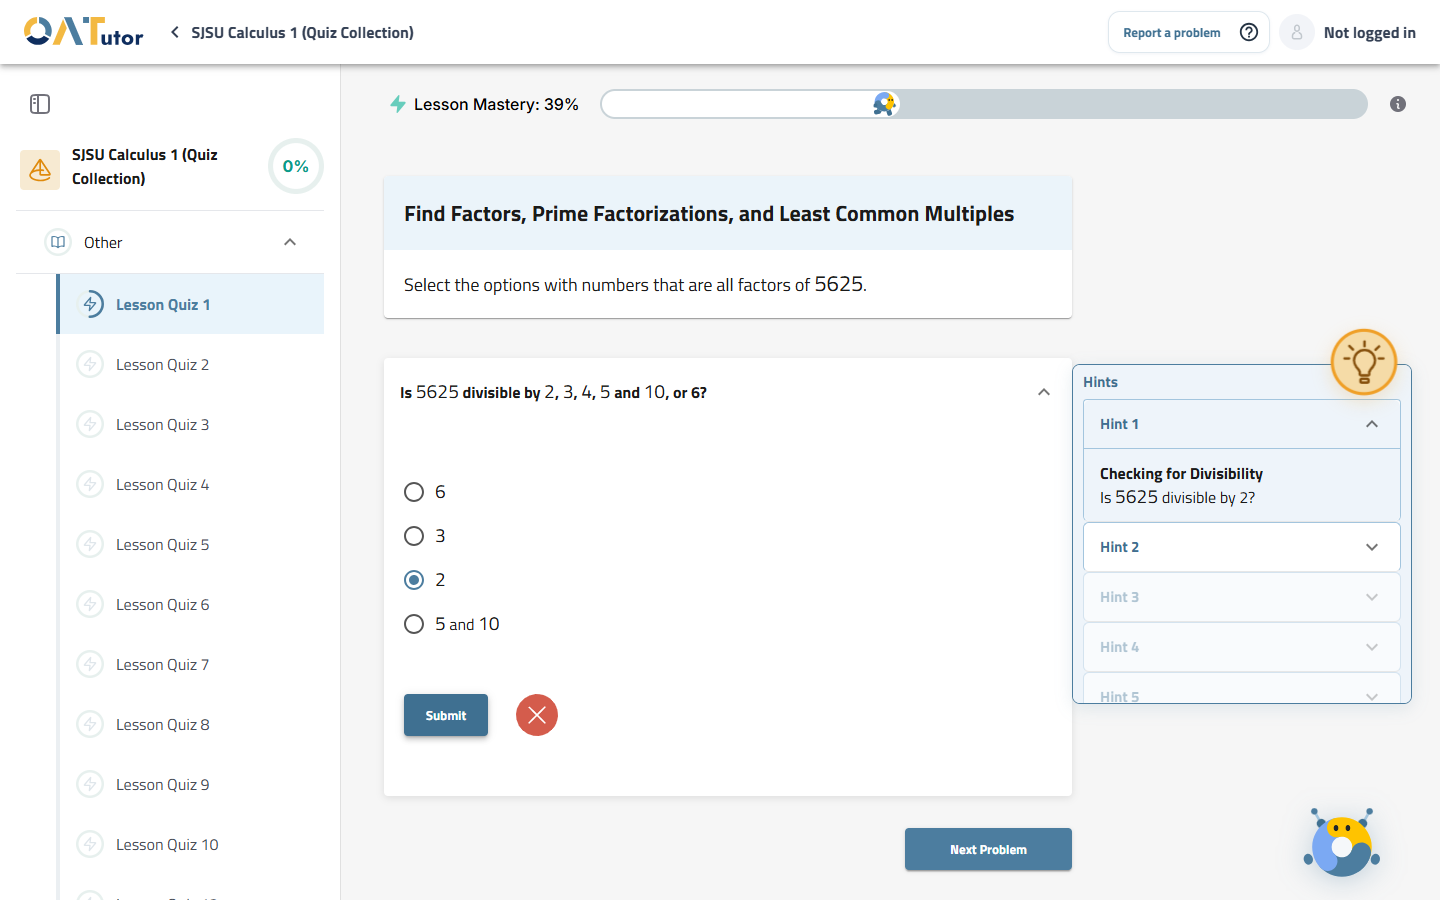 OATutor
SJSU Calculus 1 (Quiz Collection)
Report a problem
Not logged in
Lesson Mastery: 39%
SJSU Calculus 1 (Quiz
Collection)
0%
Other
Lesson Quiz 1
Lesson Quiz 2
Lesson Quiz 3
Lesson Quiz 4
Lesson Quiz 5
Lesson Quiz 6
Lesson Quiz 7
Lesson Quiz 8
Lesson Quiz 9
Lesson Quiz 10
Find Factors, Prime Factorizations, and Least Common Multiples
Select the options with numbers that are all factors of 5625.
Is 5625 divisible by 2, 3, 4, 5 and 10, or 6?
6
3
2
5 and 10
Submit
Next Problem
Hints
Hint 1
Checking for Divisibility
Is 5625 divisible by 2?
Hint 2
Hint 3
Hint 4
Hint 5